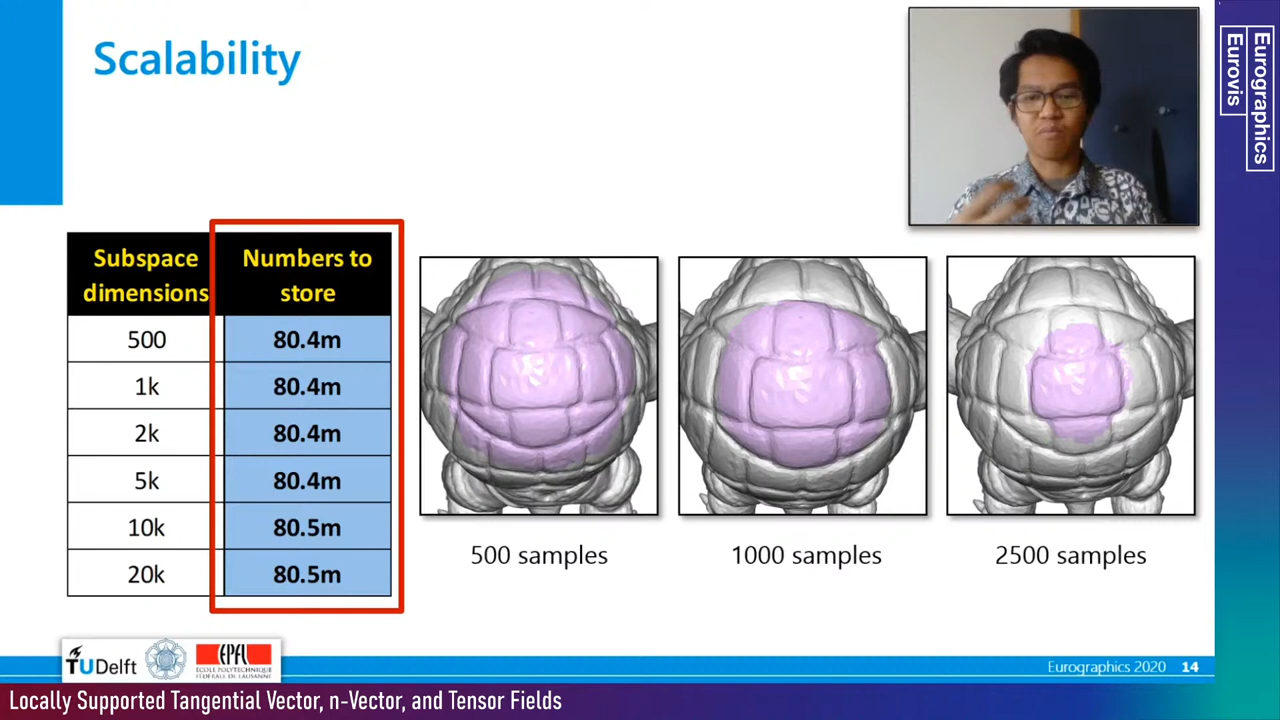 Scalability
Eurographics
Eurovis
Subspace dimensions
Numbers to store
500
80.4m
1k
80.4m
2k
80.4m
5k
80.4m
10k
80.5m
20k
80.5m
500 samples
1000 samples
2500 samples
TUDelft
EPFL
ECOLE POLYTECHNIQUE
FÉDÉRALE DE LAUSANNE
Eurographics 2020 14
Locally Supported Tangential Vector, n-Vector, and Tensor Fields